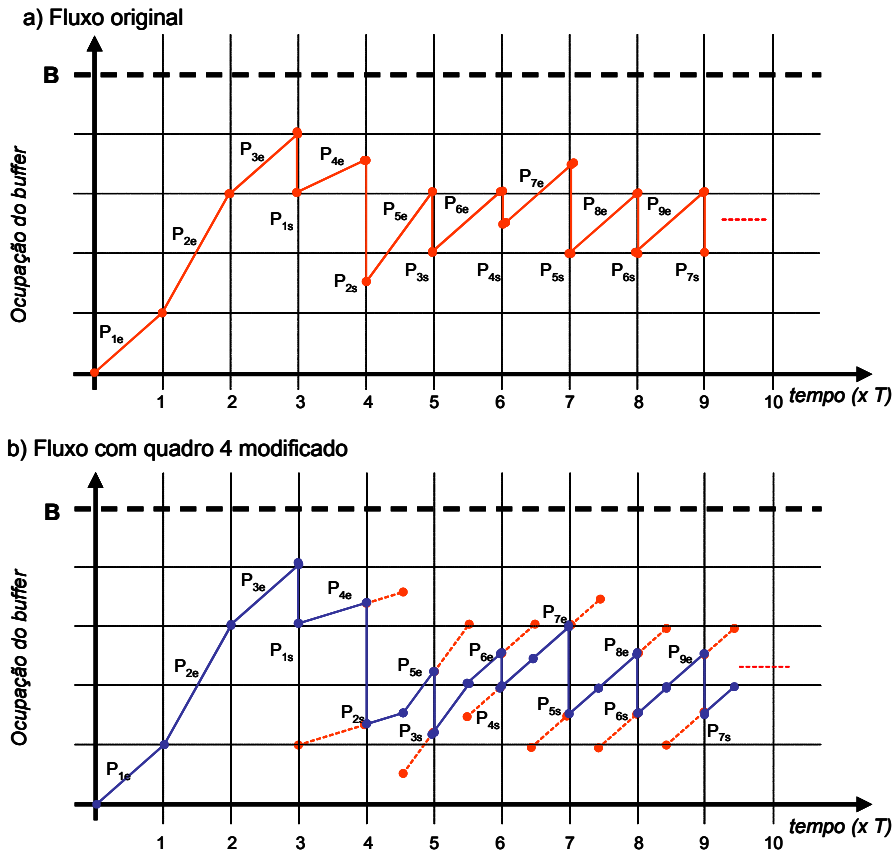 a) Fluxo original
B
Ocupação do buffer
P1e
P2e
P3e
P1s
P4e
P2s
P5e
P3s
P6e
P4s
P7e
P5s
P8e
P6s
P9e
P7s
1 2 3 4 5 6 7 8 9 10
tempo (x T)
b) Fluxo com quadro 4 modificado
B
Ocupação do buffer
P1e
P2e
P3e
P1s
P4e
P2s
P5e
P3s
P6e
P4s
P7e
P5s
P8e
P6s
P9e
P7s
1 2 3 4 5 6 7 8 9 10
tempo (x T)